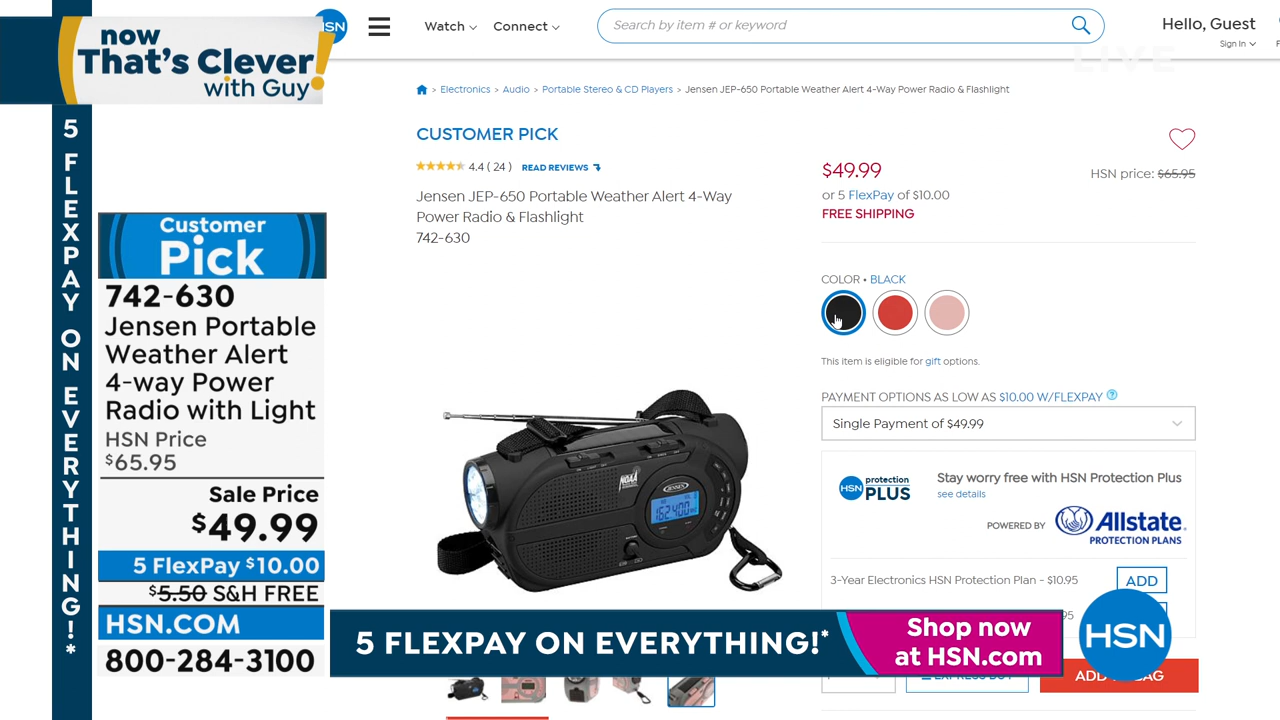 now
That's Clever!
with Guy
5 FLEXPAY ON EVERYTHING!*
Customer
Pick
742-630
Jensen Portable
Weather Alert
4-way Power
Radio with Light
HSN Price
$65.95
Sale Price
$49.99
5 FlexPay $10.00
$5.50 S&H FREE
HSN.COM
800-284-3100
Watch
Connect
Search by item # or keyword
Hello, Guest
Sign In
LIVE
Electronics > Audio > Portable Stereo & CD Players > Jensen JEP-650 Portable Weather Alert 4-Way Power Radio & Flashlight
CUSTOMER PICK
4.4 ( 24 ) READ REVIEWS
Jensen JEP-650 Portable Weather Alert 4-Way
Power Radio & Flashlight
742-630
NOAA
JENSEN
162.400
$49.99
HSN price: $65.95
or 5 FlexPay of $10.00
FREE SHIPPING
COLOR • BLACK
This item is eligible for gift options.
PAYMENT OPTIONS AS LOW AS $10.00 W/FLEXPAY ?
Single Payment of $49.99
HSN protection PLUS
Stay worry free with HSN Protection Plus
see details
POWERED BY Allstate
PROTECTION PLANS
3-Year Electronics HSN Protection Plan - $10.95
ADD
5 FLEXPAY ON EVERYTHING!*
Shop now
at HSN.com
HSN